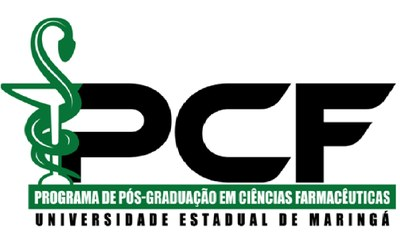 PCF
PROGRAMA DE PÓS-GRADUAÇÃO EM CIÊNCIAS FARMACÊUTICAS
UNIVERSIDADE ESTADUAL DE MARINGÁ